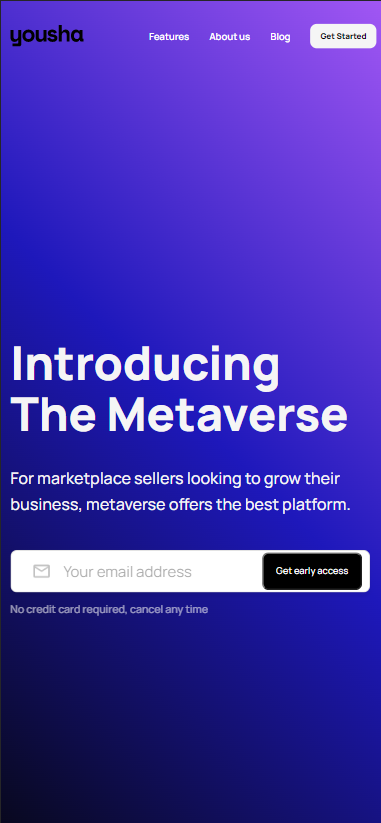 yousha
Features About us Blog Get Started
Introducing
The Metaverse
For marketplace sellers looking to grow their
business, metaverse offers the best platform.
Your email address Get early access
No credit card required, cancel any time